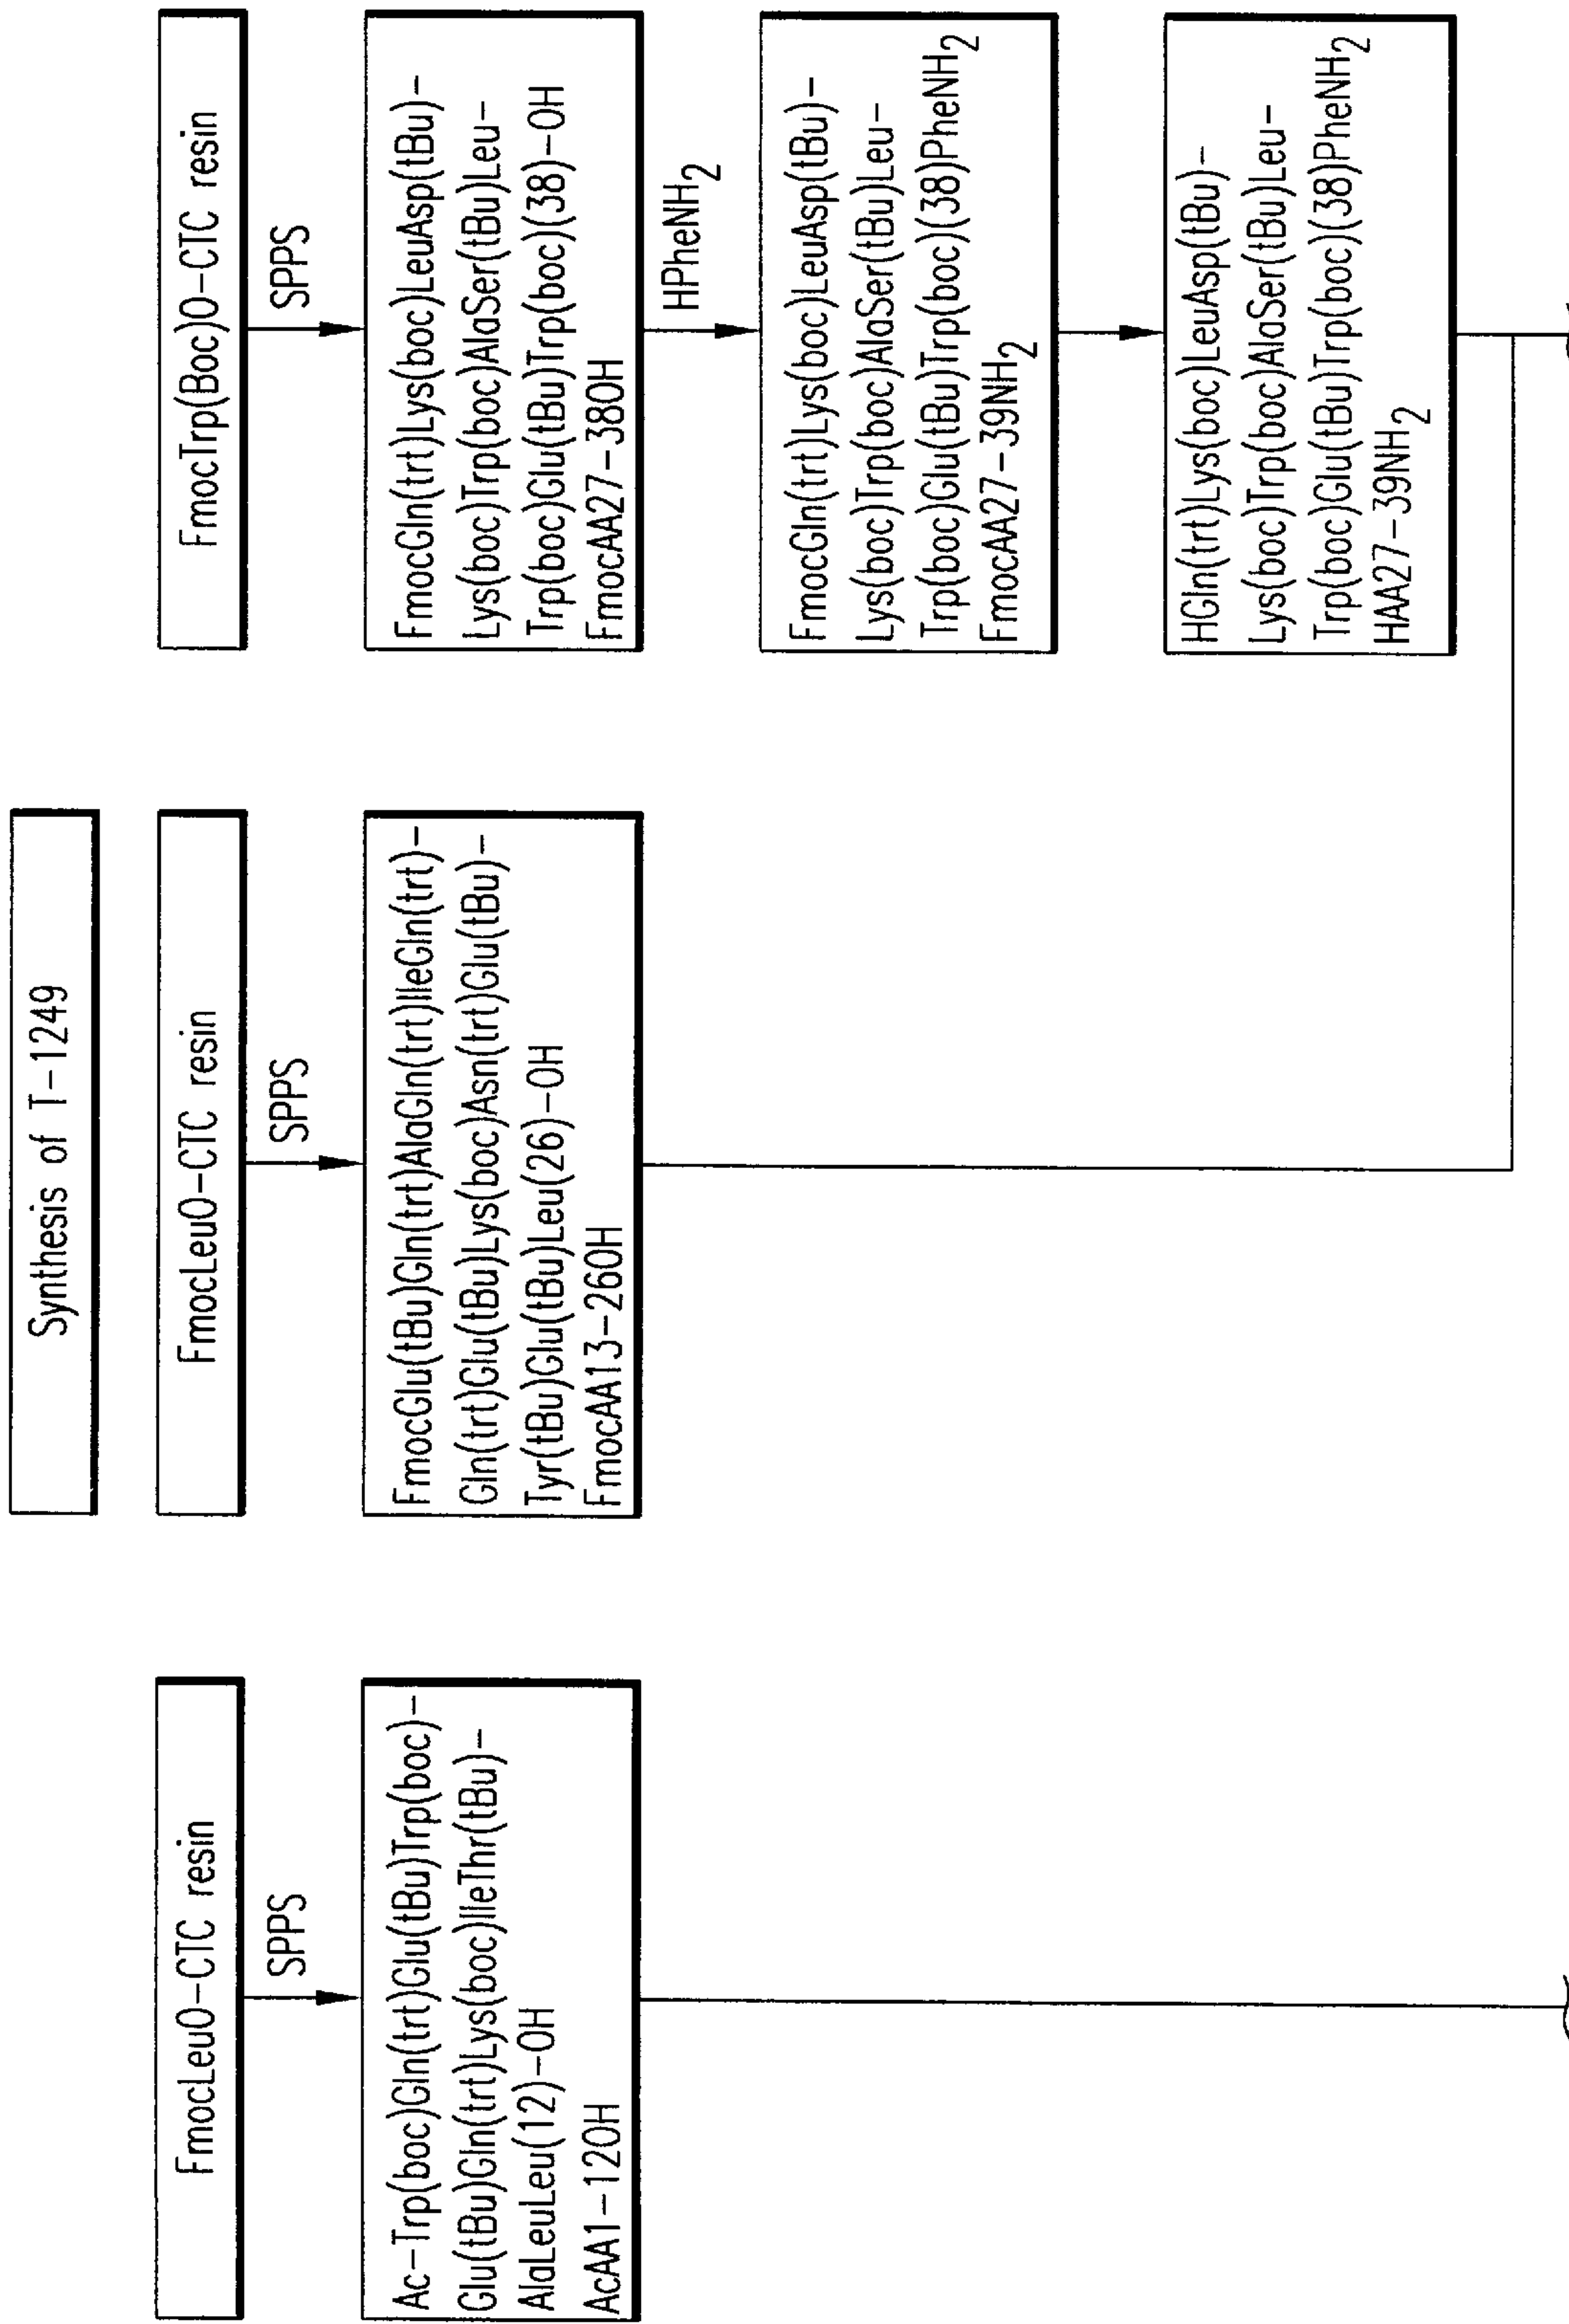 Synthesis of T-1249
FmocLeuO-CTC resin
SPPS
Ac-Trp(boc)Gln(trt)Glu(tBu)Trp(boc)-
Glu(tBu)Gln(trt)Lys(boc)IleThr(tBu)-
AlaLeuLeu(12)-OH
AcAA1-12OH
FmocLeuO-CTC resin
SPPS
FmocGlu(tBu)Gln(trt)AlaGln(trt)IleGln(trt)-
Gln(trt)Glu(tBu)Lys(boc)Asn(trt)Glu(tBu)-
Tyr(tBu)Glu(tBu)Leu(26)-OH
FmocAA13-26OH
FmocTrp(Boc)O-CTC resin
SPPS
FmocGln(trt)Lys(boc)LeuAsp(tBu)-
Lys(boc)Trp(boc)AlaSer(tBu)Leu-
Trp(boc)Glu(tBu)Trp(boc)(38)-OH
FmocAA27-38OH
HPheNH2
FmocGln(trt)Lys(boc)LeuAsp(tBu)-
Lys(boc)Trp(boc)AlaSer(tBu)Leu-
Trp(boc)Glu(tBu)Trp(boc)(38)PheNH2
FmocAA27-39NH2
HGln(trt)Lys(boc)LeuAsp(tBu)-
Lys(boc)Trp(boc)AlaSer(tBu)Leu-
Trp(boc)Glu(tBu)Trp(boc)(38)PheNH2
HAA27-39NH2